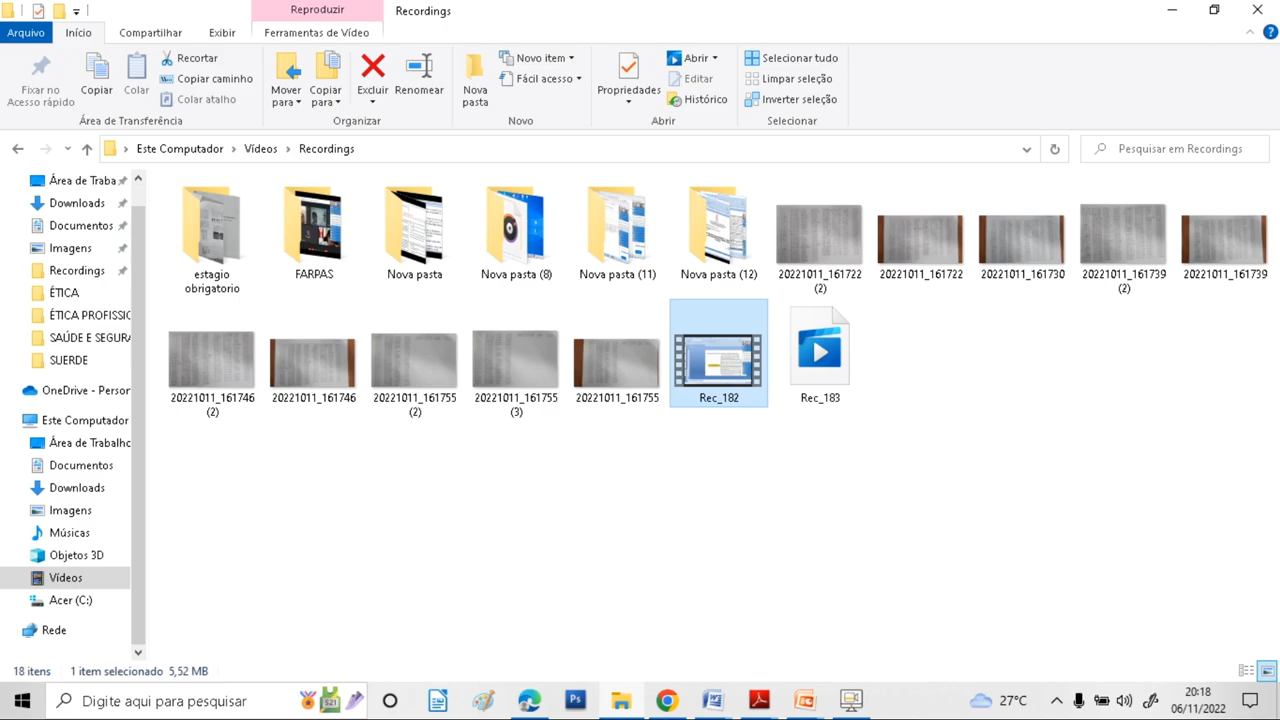 Reproduzir
Recordings
Arquivo
Início
Compartilhar
Exibir
Ferramentas de Vídeo
Fixar no
Acesso rápido
Copiar
Colar
Recortar
Copiar caminho
Colar atalho
Mover
para
Copiar
para
Excluir
Renomear
Nova
pasta
Novo item
Fácil acesso
Propriedades
Abrir
Editar
Histórico
Selecionar tudo
Limpar seleção
Inverter seleção
Área de Transferência
Organizar
Novo
Abrir
Selecionar
Este Computador
Vídeos
Recordings
Pesquisar em Recordings
Área de Traba
Downloads
Documentos
Imagens
Recordings
ÉTICA
ÉTICA PROFISSIO
SAÚDE E SEGURA
SUERDE
OneDrive - Person
Este Computador
Área de Trabalho
Documentos
Downloads
Imagens
Músicas
Objetos 3D
Vídeos
Acer (C:)
Rede
estagio
obrigatorio
FARPAS
Nova pasta
Nova pasta (8)
Nova pasta (11)
Nova pasta (12)
20221011_161722
(2)
20221011_161722
20221011_161730
20221011_161739
(2)
20221011_161739
20221011_161746
(2)
20221011_161746
20221011_161755
(2)
20221011_161755
(3)
20221011_161755
Rec_182
Rec_183
18 itens
1 item selecionado 5,52 MB
Digite aqui para pesquisar
27°C
20:18
06/11/2022